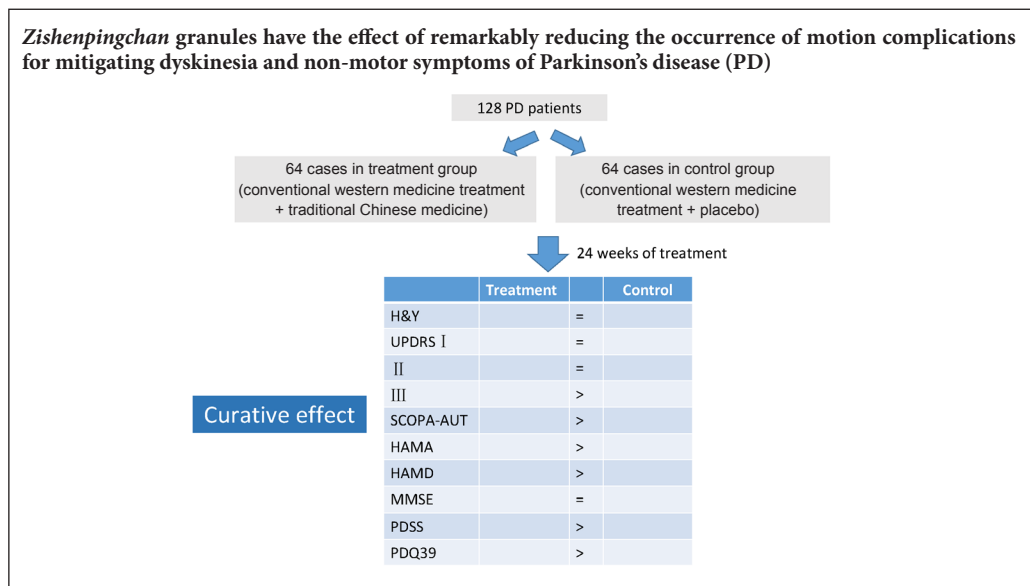 Zishenpingchan granules have the effect of remarkably reducing the occurrence of motion complications
for mitigating dyskinesia and non-motor symptoms of Parkinson's disease (PD)
128 PD patients
64 cases in treatment group
(conventional western medicine treatment
+ traditional Chinese medicine)
64 cases in control group
(conventional western medicine
treatment + placebo)
24 weeks of treatment
Treatment Control
H&Y =
UPDRS Ⅰ =
Ⅱ =
Ⅲ >
SCOPA-AUT >
HAMA >
HAMD >
MMSE =
PDSS >
PDQ39 >
Curative effect